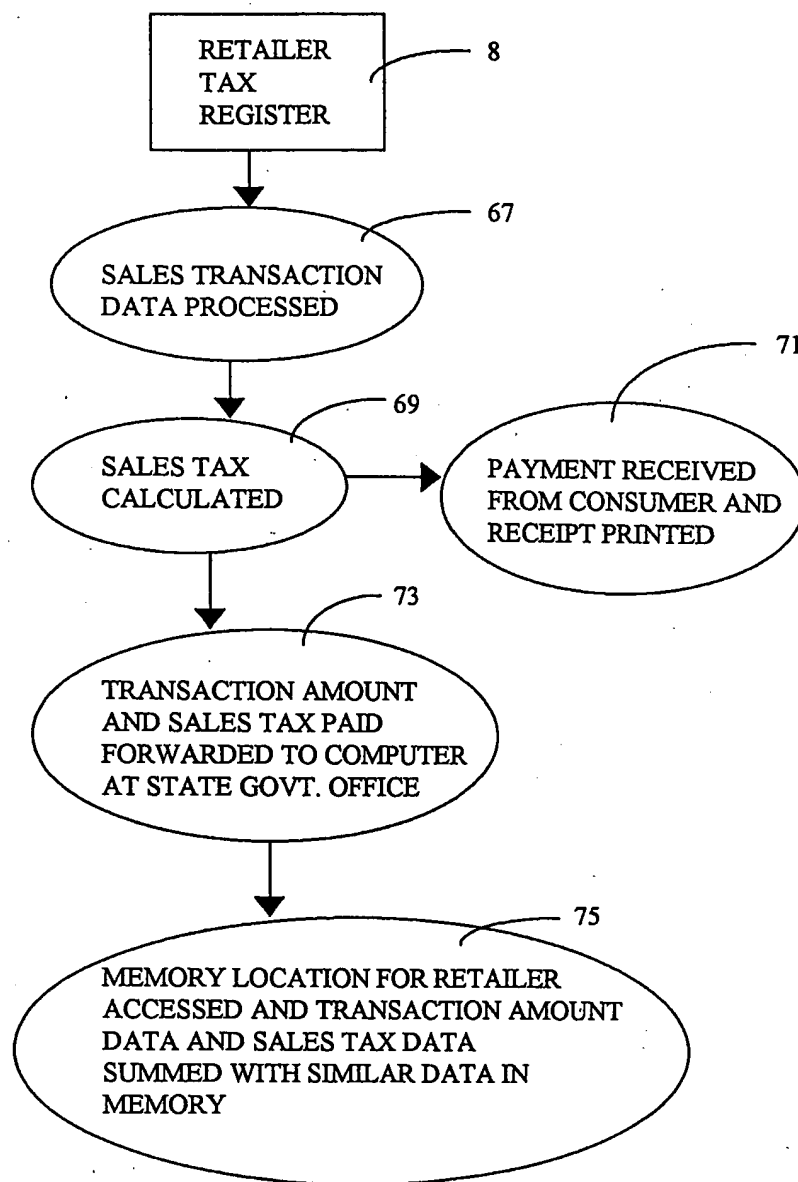 RETAILER
TAX
REGISTER
8
67
SALES TRANSACTION
DATA PROCESSED
69
SALES TAX
CALCULATED
71
PAYMENT RECEIVED
FROM CONSUMER AND
RECEIPT PRINTED
73
TRANSACTION AMOUNT
AND SALES TAX PAID
FORWARDED TO COMPUTER
AT STATE GOVT. OFFICE
75
MEMORY LOCATION FOR RETAILER
ACCESSED AND TRANSACTION AMOUNT
DATA AND SALES TAX DATA
SUMMED WITH SIMILAR DATA IN
MEMORY